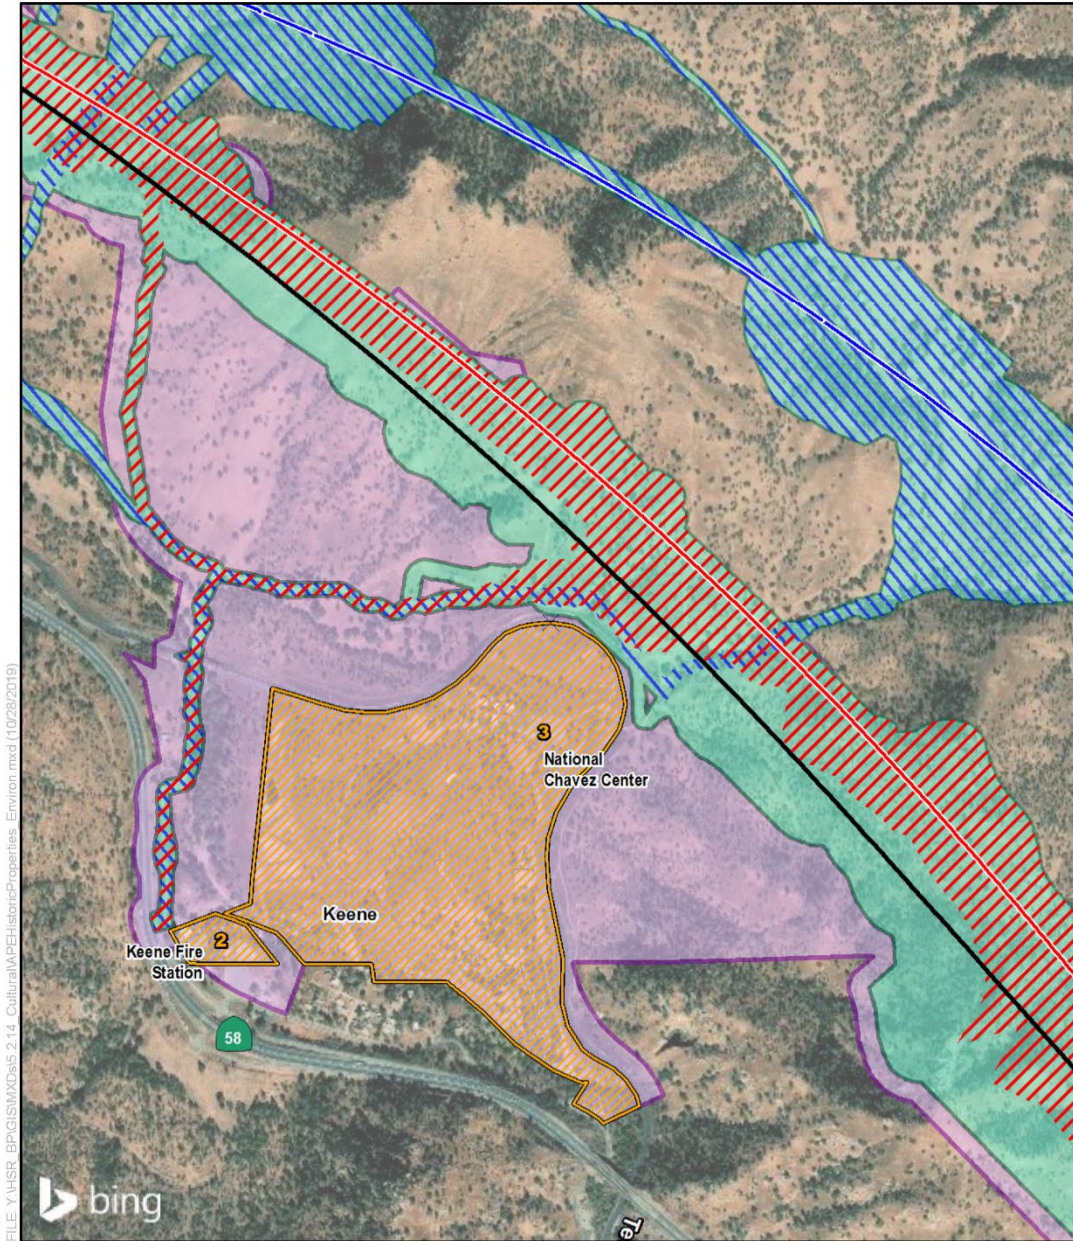 FILE: Y:\HSR_BP\GIS\MXDs\5.2.14_Cultural\APEHistoricProperties_Environ.mxd (10/28/2019)
3
National
Chavez Center
Keene
2
Keene Fire
Station
58
Te
bing